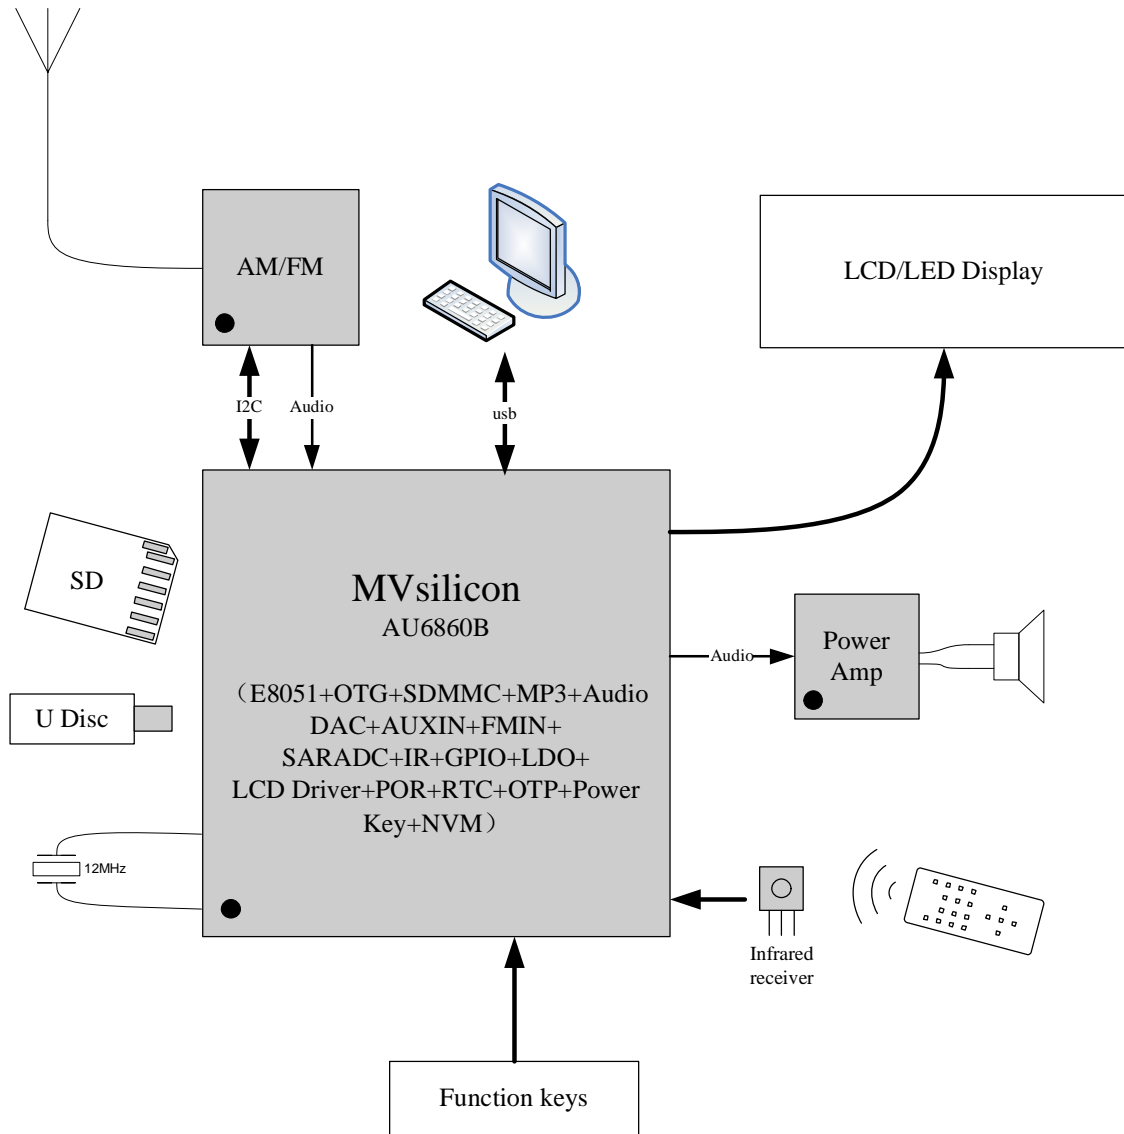 AM/FM
LCD/LED Display
I2C
Audio
usb
SD
MVsilicon
AU6860B
（E8051+OTG+SDMMC+MP3+Audio
DAC+AUXIN+FMIN+
SARADC+IR+GPIO+LDO+
LCD Driver+POR+RTC+OTP+Power
Key+NVM）
U Disc
Audio
Power
Amp
12MHz
Infrared
receiver
Function keys